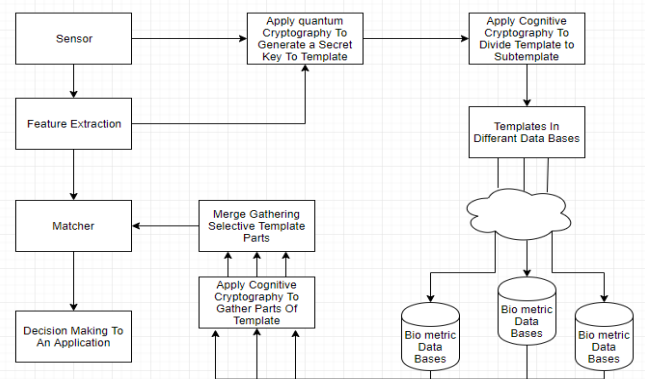 Sensor
Apply quantum
Cryptography To
Generate a Secret
Key To Template
Apply Cognitive
Cryptography To
Divide Template to
Subtemplate
Feature Extraction
Templates In
Differant Data Bases
Matcher
Merge Gathering
Selective Template
Parts
Apply Cognitive
Cryptography To
Gather Parts Of
Template
Decision Making To
An Application
Bio metric
Data
Bases
Bio metric
Data
Bases
Bio metric
Data
Bases